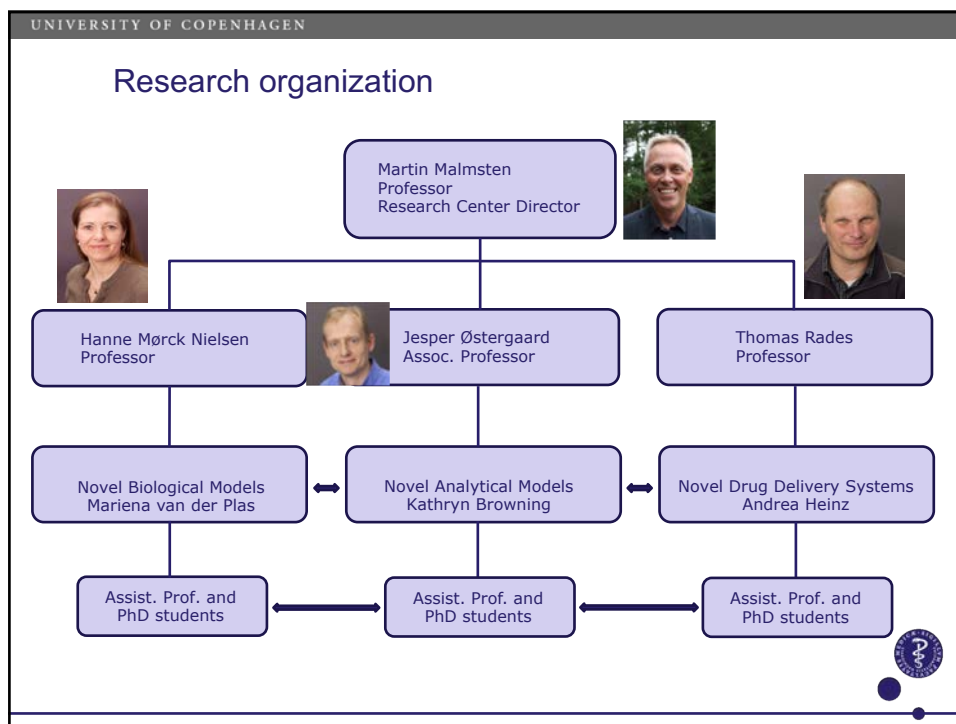 UNIVERSITY OF COPENHAGEN
Research organization
Martin Malmsten
Professor
Research Center Director
Hanne Mørck Nielsen
Professor
Jesper Østergaard
Assoc. Professor
Thomas Rades
Professor
Novel Biological Models
Mariena van der Plas
Novel Analytical Models
Kathryn Browning
Novel Drug Delivery Systems
Andrea Heinz
Assist. Prof. and
PhD students
Assist. Prof. and
PhD students
Assist. Prof. and
PhD students